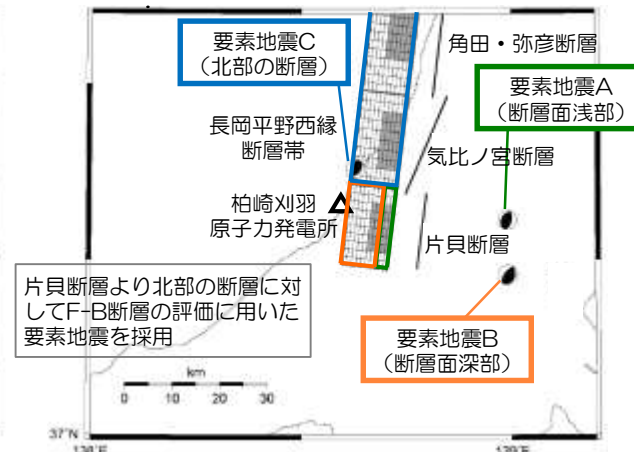 要素地震C
（北部の断層）
角田・弥彦断層
要素地震A
（断層面浅部）
長岡平野西縁
断層帯
気比ノ宮断層
柏崎刈羽
原子力発電所
片貝断層
片貝断層より北部の断層に対
してF-B断層の評価に用いた
要素地震を採用
要素地震B
（断層面深部）
km
0 10 20 30
37°N
138°E
139°E